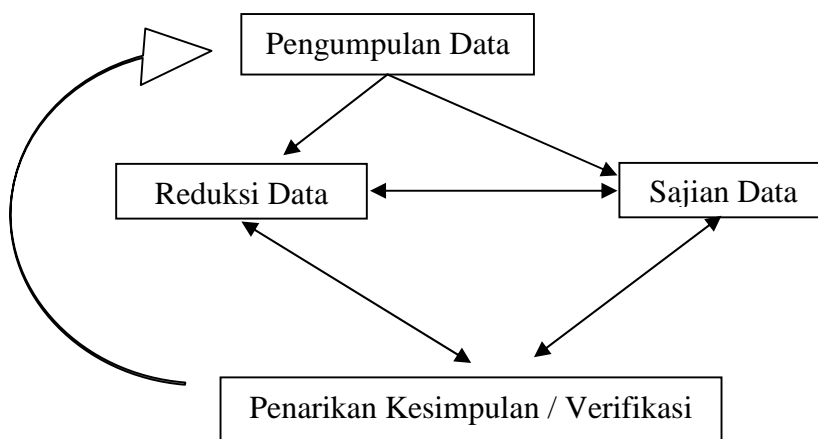 Pengumpulan Data
Reduksi Data
Sajian Data
Penarikan Kesimpulan / Verifikasi